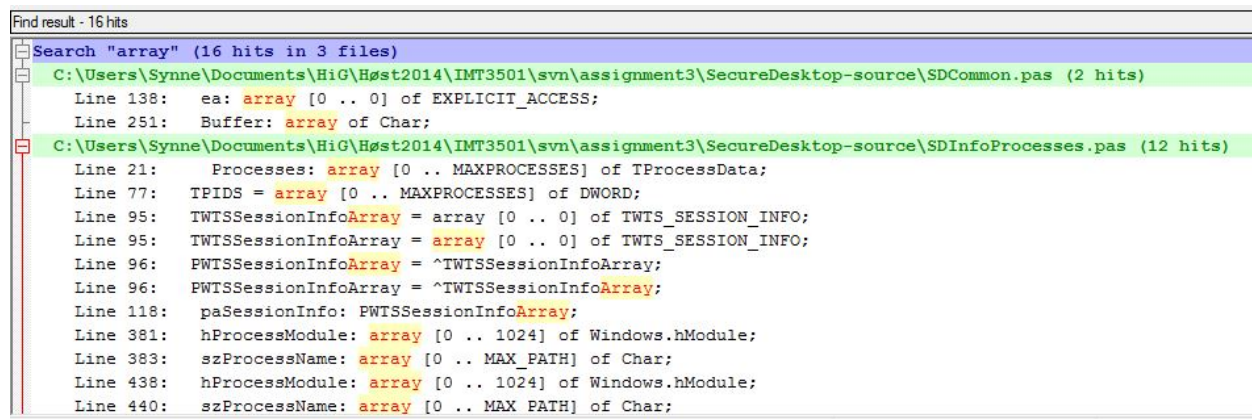 Find result - 16 hits
Search "array" (16 hits in 3 files)
C:\Users\Synne\Documents\HiG\Høst2014\IMT3501\svn\assignment3\SecureDesktop-source\SDCommon.pas (2 hits)
Line 138: ea: array [0 .. 0] of EXPLICIT_ACCESS;
Line 251: Buffer: array of Char;
C:\Users\Synne\Documents\HiG\Høst2014\IMT3501\svn\assignment3\SecureDesktop-source\SDInfoProcesses.pas (12 hits)
Line 21: Processes: array [0 .. MAXPROCESSES] of TProcessData;
Line 77: TPIDS = array [0 .. MAXPROCESSES] of DWORD;
Line 95: TWTSSessionInfoArray = array [0 .. 0] of TWTS_SESSION_INFO;
Line 95: TWTSSessionInfoArray = array [0 .. 0] of TWTS_SESSION_INFO;
Line 96: PWTSSessionInfoArray = ^TWTSSessionInfoArray;
Line 96: PWTSSessionInfoArray = ^TWTSSessionInfoArray;
Line 118: paSessionInfo: PWTSSessionInfoArray;
Line 381: hProcessModule: array [0 .. 1024] of Windows.hModule;
Line 383: szProcessName: array [0 .. MAX_PATH] of Char;
Line 438: hProcessModule: array [0 .. 1024] of Windows.hModule;
Line 440: szProcessName: array [0 .. MAX PATH] of Char;